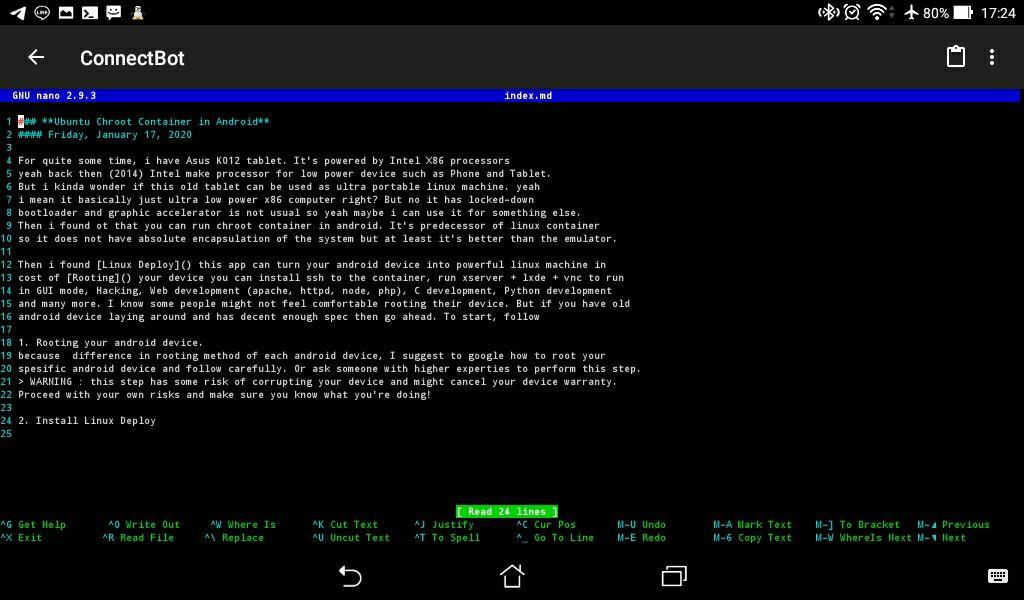 LINE
80% 17:24
ConnectBot
GNU nano 2.9.3 index.md
1 ### **Ubuntu Chroot Container in Android**
2 #### Friday, January 17, 2020
3
4 For quite some time, i have Asus K012 tablet. It's powered by Intel X86 processors
5 yeah back then (2014) Intel make processor for low power device such as Phone and Tablet.
6 But i kinda wonder if this old tablet can be used as ultra portable linux machine. yeah
7 i mean it basically just ultra low power x86 computer right? But no it has locked-down
8 bootloader and graphic accelerator is not usual so yeah maybe i can use it for something else.
9 Then i found ot that you can run chroot container in android. It's predecessor of linux container
10 so it does not have absolute encapsulation of the system but at least it's better than the emulator.
11
12 Then i found [Linux Deploy]() this app can turn your android device into powerful linux machine in
13 cost of [Rooting]() your device you can install ssh to the container, run xserver + lxde + vnc to run
14 in GUI mode, Hacking, Web development (apache, httpd, node, php), C development, Python development
15 and many more. I know some people might not feel comfortable rooting their device. But if you have old
16 android device laying around and has decent enough spec then go ahead. To start, follow
17
18 1. Rooting your android device.
19 because  difference in rooting method of each android device, I suggest to google how to root your
20 spesific android device and follow carefully. Or ask someone with higher experties to perform this step.
21 > WARNING : this step has some risk of corrupting your device and might cancel your device warranty.
22 Proceed with your own risks and make sure you know what you're doing!
23
24 2. Install Linux Deploy
25
[ Read 24 lines ]
^G Get Help ^O Write Out ^W Where Is ^K Cut Text ^J Justify ^C Cur Pos M-U Undo M-A Mark Text M-] To Bracket M-▲ Previous
^X Exit ^R Read File ^\ Replace ^U Uncut Text ^T To Spell ^_ Go To Line M-E Redo M-6 Copy Text M-W WhereIs Next M-▼ Next